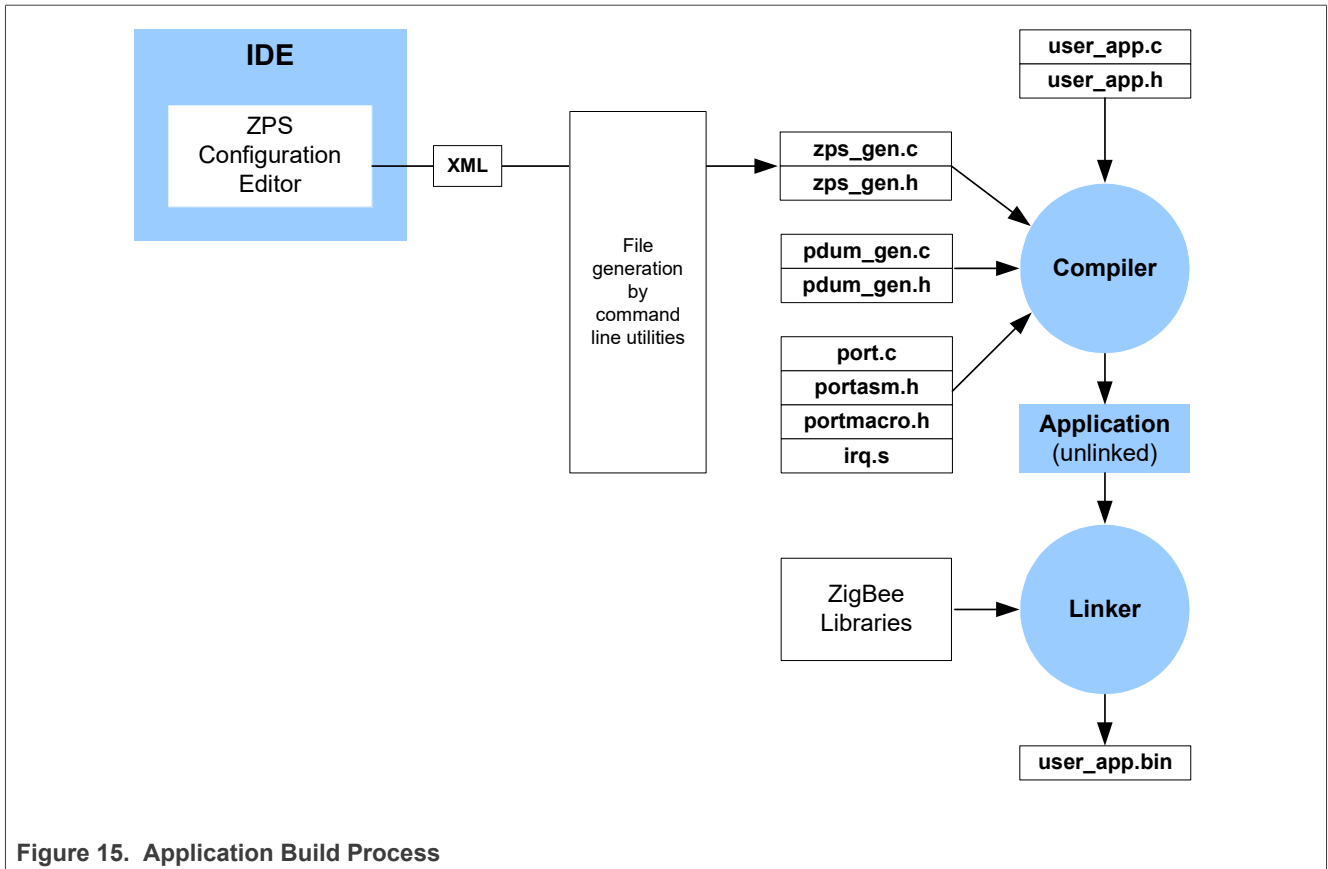 IDE
ZPS
Configuration
Editor
XML
File
generation
by
command
line utilities
zps_gen.c
zps_gen.h
pdum_gen.c
pdum_gen.h
port.c
portasm.h
portmacro.h
irq.s
user_app.c
user_app.h
Compiler
Application
(unlinked)
ZigBee
Libraries
Linker
user_app.bin
Figure 15. Application Build Process